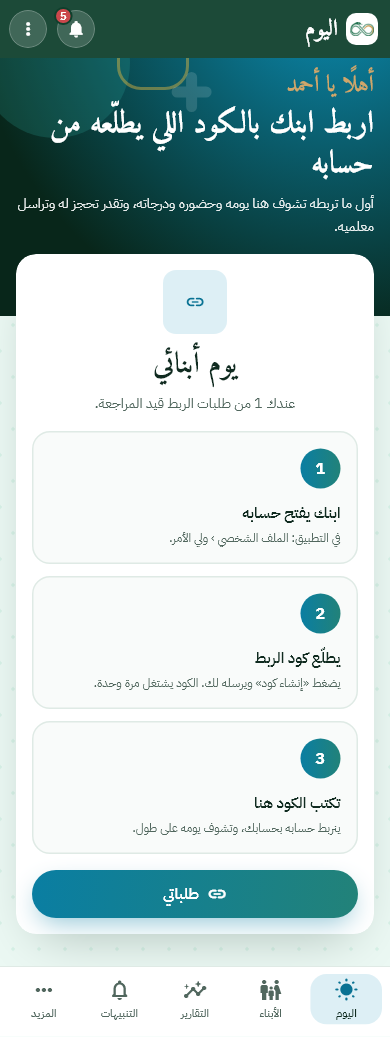 اليوم
5
أهلًا يا أحمد
اربط ابنك بالكود اللي يطلّعه من
حسابه
أول ما تربطه تشوف هنا يومه وحضوره ودرجاته، وتقدر تحجز له وتراسل
معلميه.
يوم أبنائي
عندك 1 من طلبات الربط قيد المراجعة.
1
ابنك يفتح حسابه
في التطبيق: الملف الشخصي › ولي الأمر.
2
يطلّع كود الربط
يضغط «إنشاء كود» ويرسله لك. الكود يشتغل مرة وحدة.
3
تكتب الكود هنا
ينربط حسابه بحسابك، وتشوف يومه على طول.
طلباتي
اليوم
الأبناء
التقارير
التنبيهات
المزيد